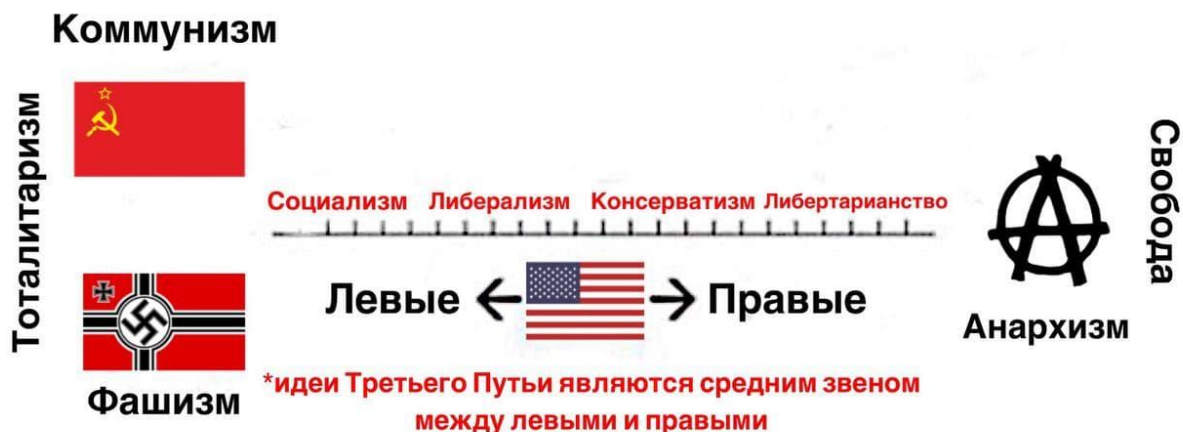 Коммунизм
Тоталитаризм
Свобода
Социализм Либерализм Консерватизм Либертарианство
Левые Правые
Анархизм
Фашизм
*идеи Третьего Путьи являются средним звеном
между левыми и правыми